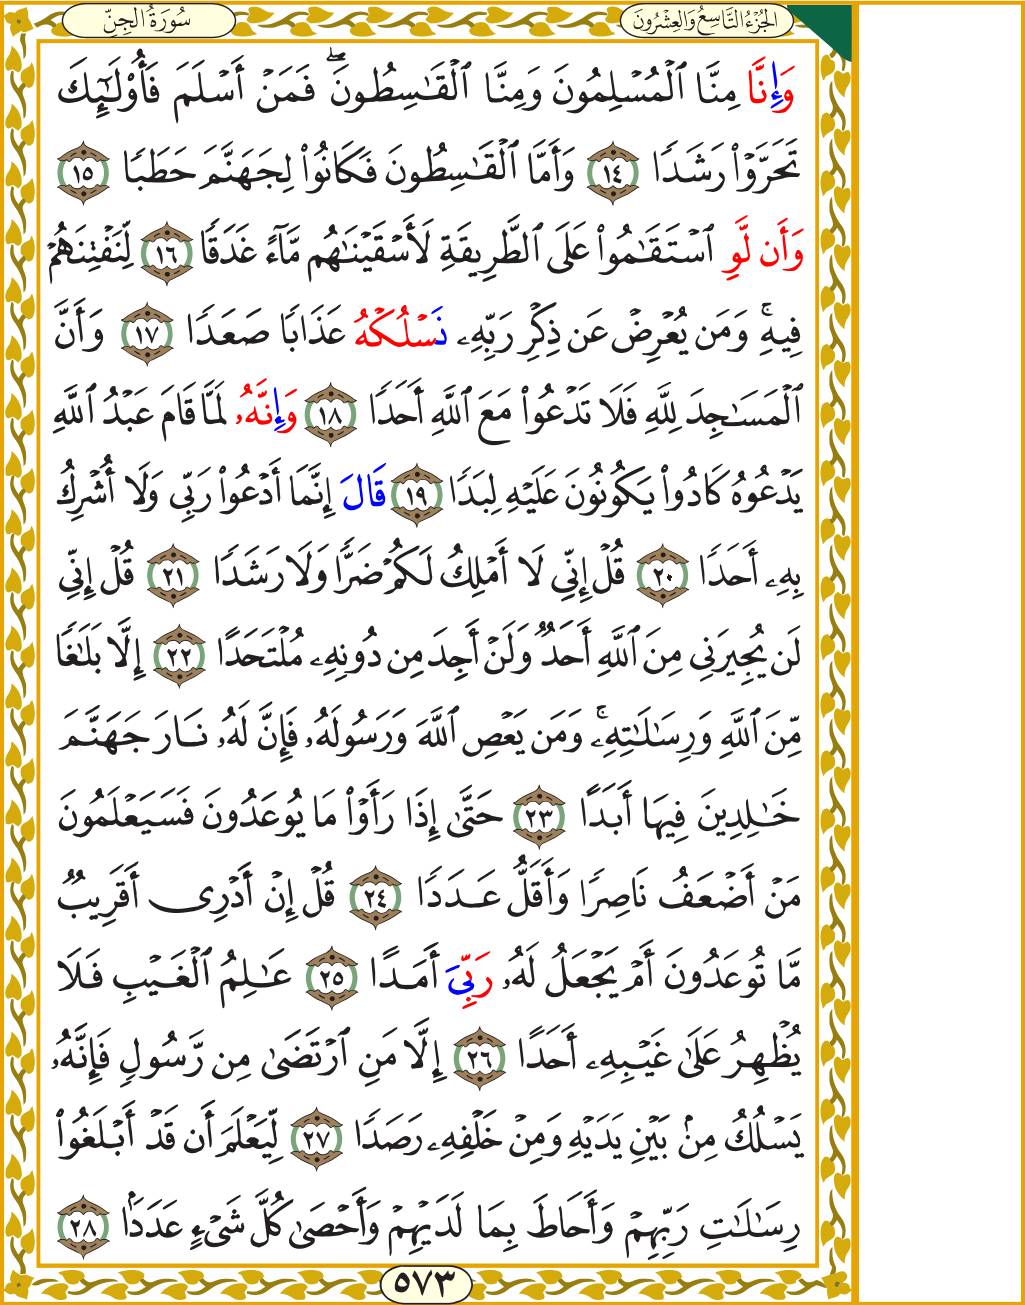 الجُزْءُ التَّاسِعُ وَالعِشْرُونَ
سُورَةُ الجِنِّ
وَإِنَّا مِنَّا ٱلْمُسْلِمُونَ وَمِنَّا ٱلْقَـٰسِطُونَۖ فَمَنْ أَسْلَمَ فَأُو۟لَـٰٓئِكَ
تَحَرَّوْا۟ رَشَدًا ١٤ وَأَمَّا ٱلْقَـٰسِطُونَ فَكَانُوا۟ لِجَهَنَّمَ حَطَبًا ١٥
وَأَن لَّوِ ٱسْتَقَـٰمُوا۟ عَلَى ٱلطَّرِيقَةِ لَأَسْقَيْنَـٰهُم مَّآءً غَدَقًا ١٦ لِّنَفْتِنَهُمْ
فِيهِۚ وَمَن يُعْرِضْ عَن ذِكْرِ رَبِّهِۦ نَسْلُكْهُ عَذَابًا صَعَدًا ١٧ وَأَنَّ
ٱلْمَسَـٰجِدَ لِلَّهِ فَلَا تَدْعُوا۟ مَعَ ٱللَّهِ أَحَدًا ١٨ وَإِنَّهُۥ لَمَّا قَامَ عَبْدُ ٱللَّهِ
يَدْعُوهُ كَادُوا۟ يَكُونُونَ عَلَيْهِ لِبَدًا ١٩ قَالَ إِنَّمَآ أَدْعُوا۟ رَبِّى وَلَآ أُشْرِكُ
بِهِۦٓ أَحَدًا ٢٠ قُلْ إِنِّى لَآ أَمْلِكُ لَكُمْ ضَرًّا وَلَا رَشَدًا ٢١ قُلْ إِنِّى
لَن يُجِيرَنِى مِنَ ٱللَّهِ أَحَدٌ وَلَنْ أَجِدَ مِن دُونِهِۦ مُلْتَحَدًا ٢٢ إِلَّا بَلَـٰغًا
مِّنَ ٱللَّهِ وَرِسَـٰلَـٰتِهِۦۚ وَمَن يَعْصِ ٱللَّهَ وَرَسُولَهُۥ فَإِنَّ لَهُۥ نَارَ جَهَنَّمَ
خَـٰلِدِينَ فِيهَآ أَبَدًا ٢٣ حَتَّىٰٓ إِذَا رَأَوْا۟ مَا يُوعَدُونَ فَسَيَعْلَمُونَ
مَنْ أَضْعَفُ نَاصِرًا وَأَقَلُّ عَدَدًا ٢٤ قُلْ إِنْ أَدْرِىٓ أَقَرِيبٌ
مَّا تُوعَدُونَ أَمْ يَجْعَلُ لَهُۥ رَبِّىَ أَمَدًا ٢٥ عَـٰلِمُ ٱلْغَيْبِ فَلَا
يُظْهِرُ عَلَىٰ غَيْبِهِۦٓ أَحَدًا ٢٦ إِلَّا مَنِ ٱرْتَضَىٰ مِن رَّسُولٍ فَإِنَّهُۥ
يَسْلُكُ مِنۢ بَيْنِ يَدَيْهِ وَمِنْ خَلْفِهِۦ رَصَدًا ٢٧ لِّيَعْلَمَ أَن قَدْ أَبْلَغُوا۟
رِسَـٰلَـٰتِ رَبِّهِمْ وَأَحَاطَ بِمَا لَدَيْهِمْ وَأَحْصَىٰ كُلَّ شَىْءٍ عَدَدًۢا ٢٨
٥٧٣